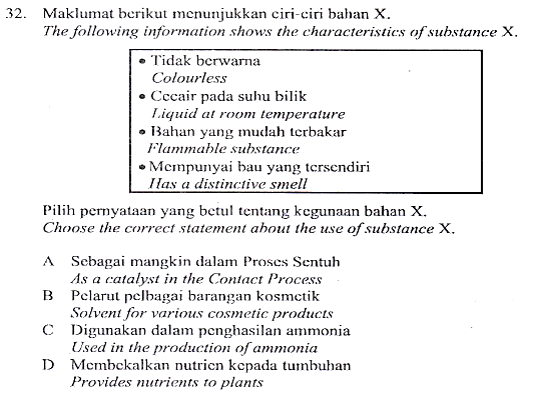 32. Maklumat berikut menunjukkan ciri-ciri bahan X.
The following information shows the characteristics of substance X.
• Tidak berwarna
Colourless
• Cecair pada suhu bilik
Liquid at room temperature
• Bahan yang mudah terbakar
Flammable substance
• Mempunyai bau yang tersendiri
Has a distinctive smell
Pilih pernyataan yang betul tentang kegunaan bahan X.
Choose the correct statement about the use of substance X.
A Sebagai mangkin dalam Proses Sentuh
As a catalyst in the Contact Process
B Pelarut pelbagai barangan kosmetik
Solvent for various cosmetic products
C Digunakan dalam penghasilan ammonia
Used in the production of ammonia
D Membekalkan nutrien kepada tumbuhan
Provides nutrients to plants